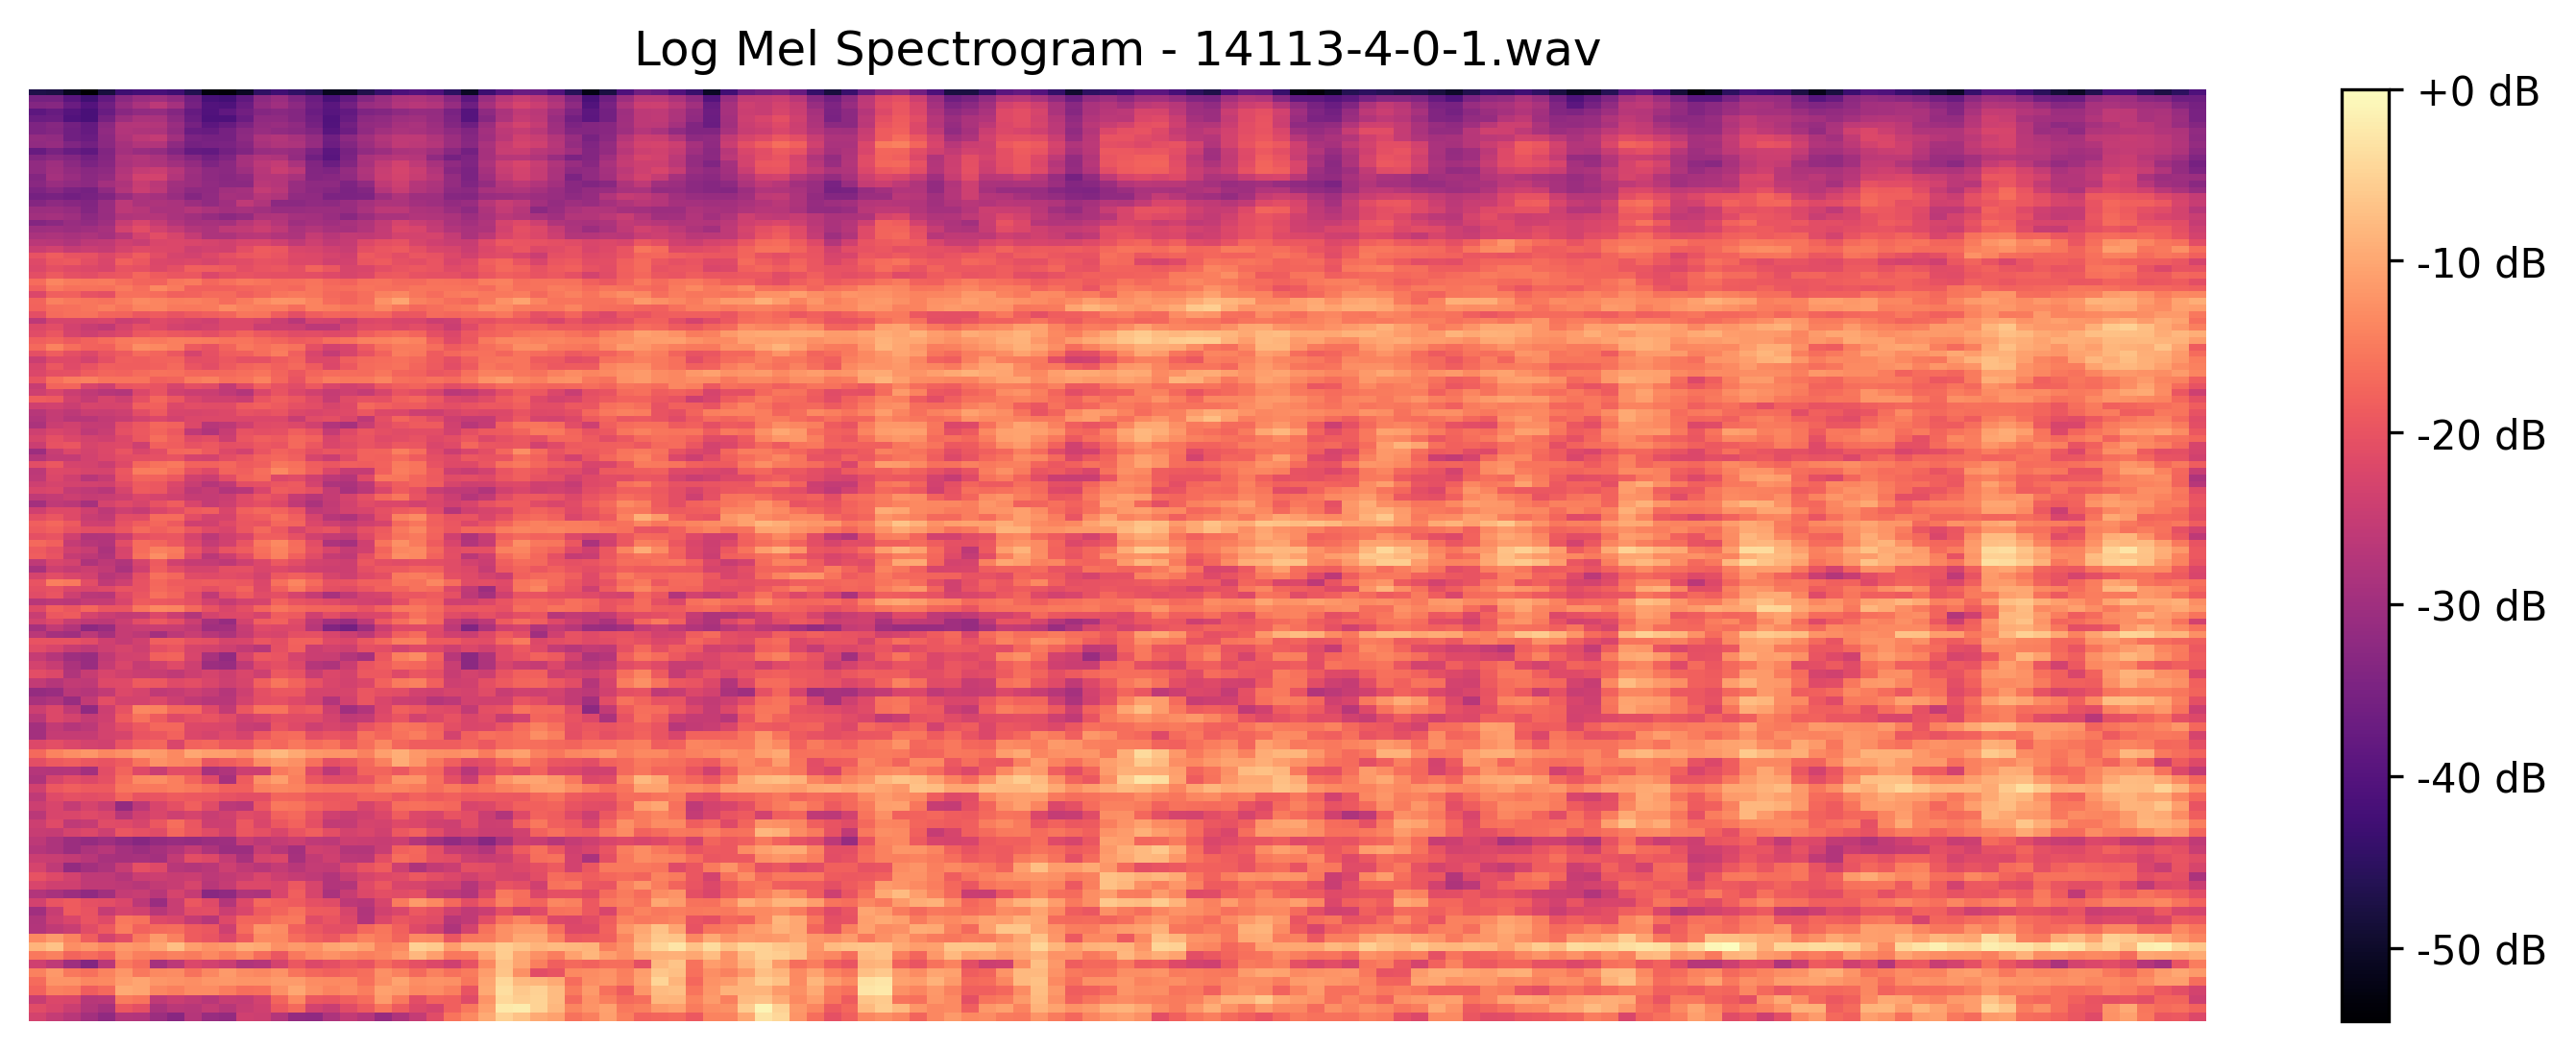 Log Mel Spectrogram - 14113-4-0-1.wav
+0 dB
-10 dB
-20 dB
-30 dB
-40 dB
-50 dB